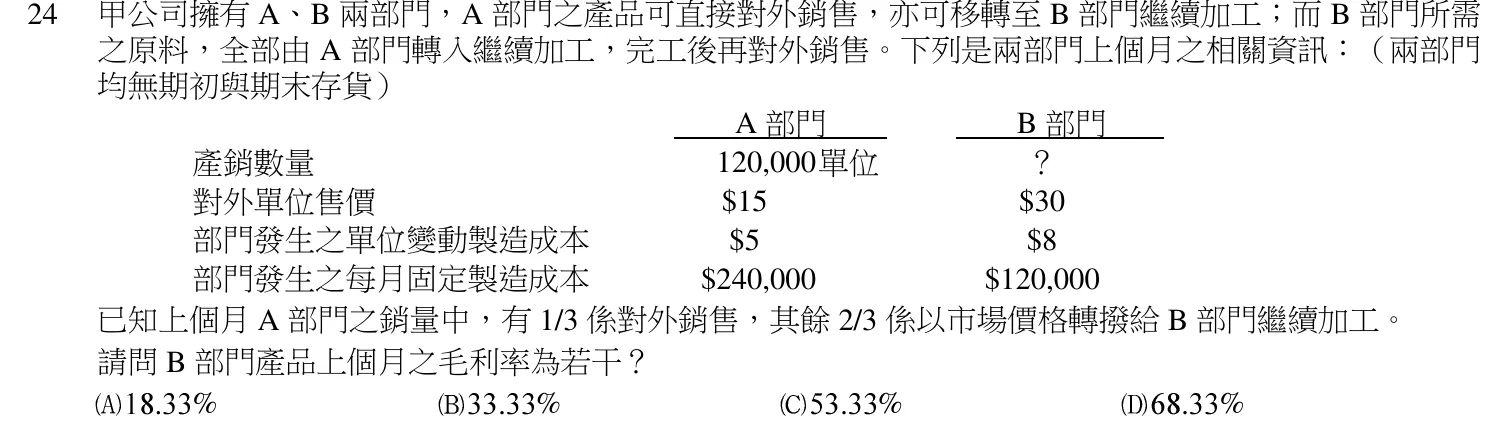 24 甲公司擁有 A、B 兩部門，A 部門之產品可直接對外銷售，亦可移轉至 B 部門繼續加工；而 B 部門所需
之原料，全部由 A 部門轉入繼續加工，完工後再對外銷售。下列是兩部門上個月之相關資訊：（兩部門
均無期初與期末存貨）
A 部門 B 部門
產銷數量 120,000單位 ？
對外單位售價 $15 $30
部門發生之單位變動製造成本 $5 $8
部門發生之每月固定製造成本 $240,000 $120,000
已知上個月 A 部門之銷量中，有 1/3 係對外銷售，其餘 2/3 係以市場價格轉撥給 B 部門繼續加工。
請問 B 部門產品上個月之毛利率為若干？
(A)18.33% (B)33.33% (C)53.33% (D)68.33%